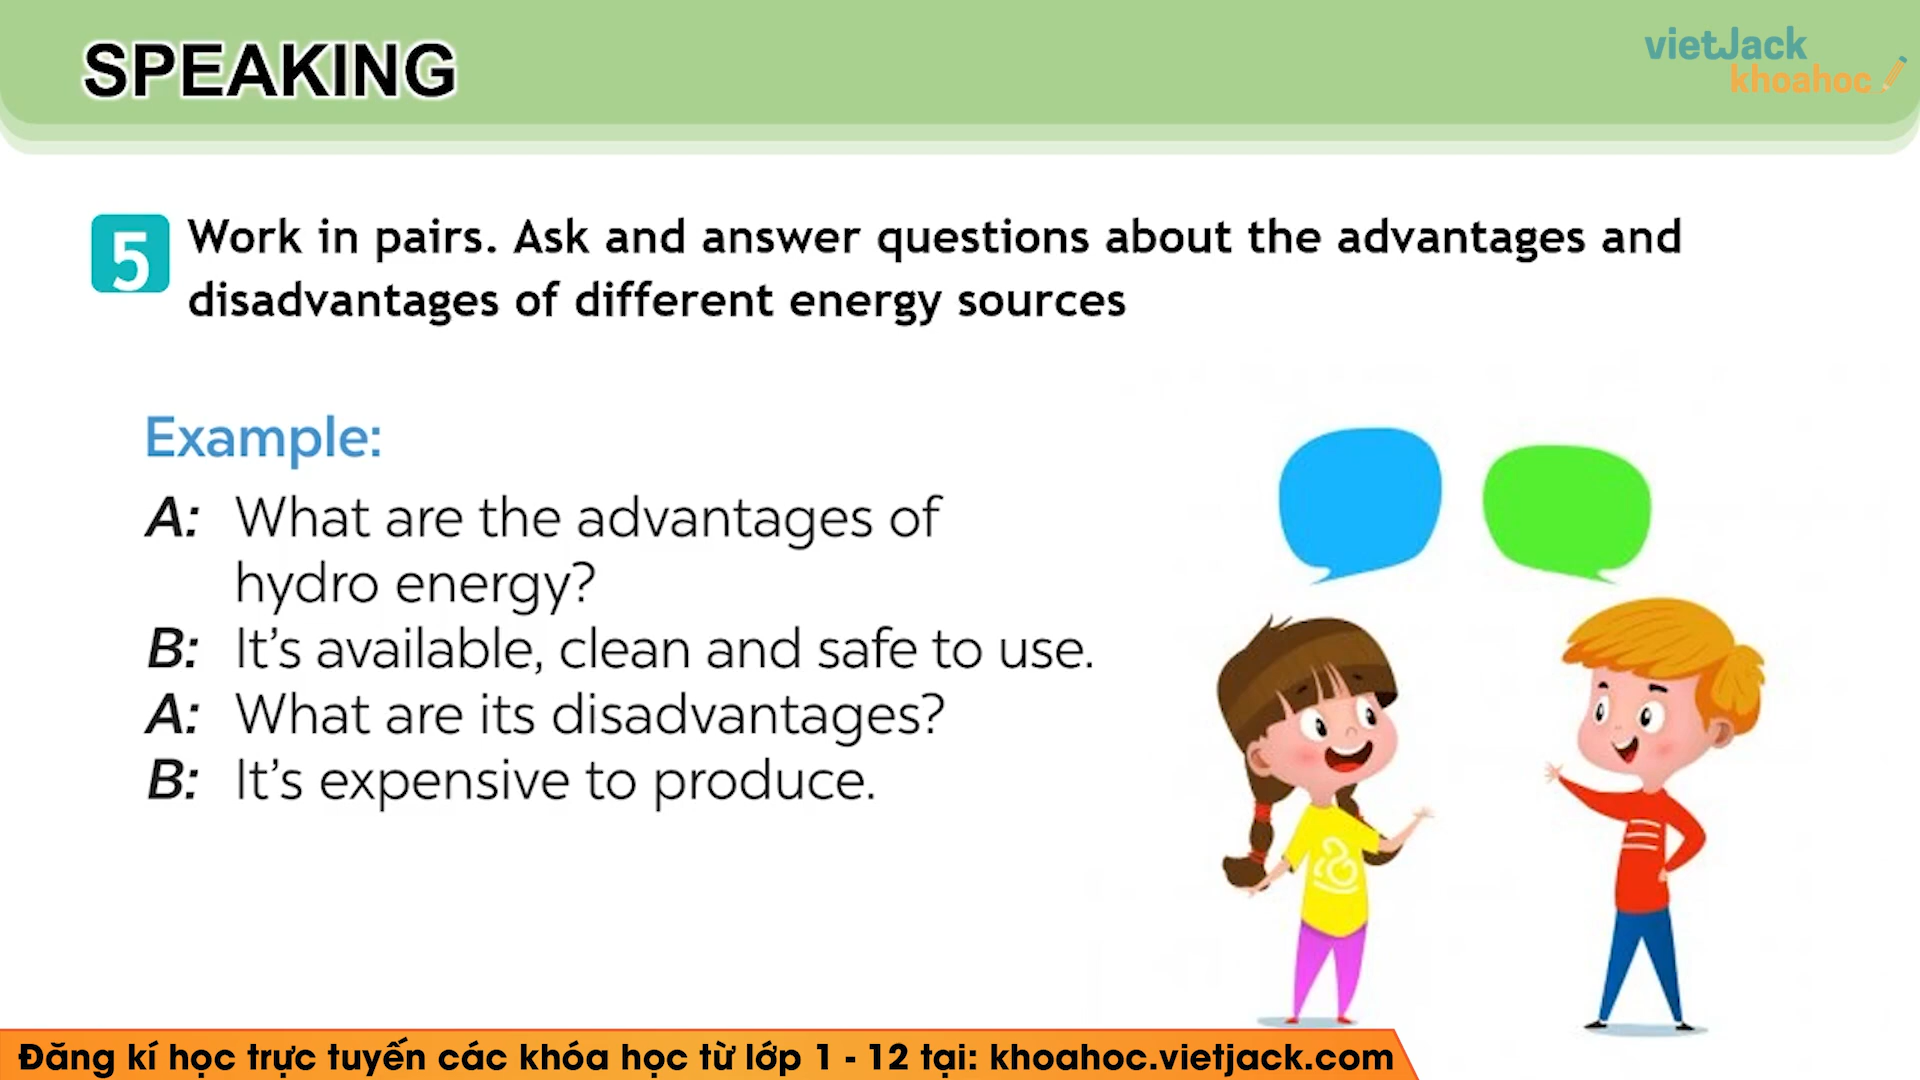 SPEAKING
vietJack
khoahoc
5 Work in pairs. Ask and answer questions about the advantages and
disadvantages of different energy sources
Example:
A: What are the advantages of
hydro energy?
B: It’s available, clean and safe to use.
A: What are its disadvantages?
B: It’s expensive to produce.
Đăng kí học trực tuyến các khóa học từ lớp 1 - 12 tại: khoahoc.vietjack.com